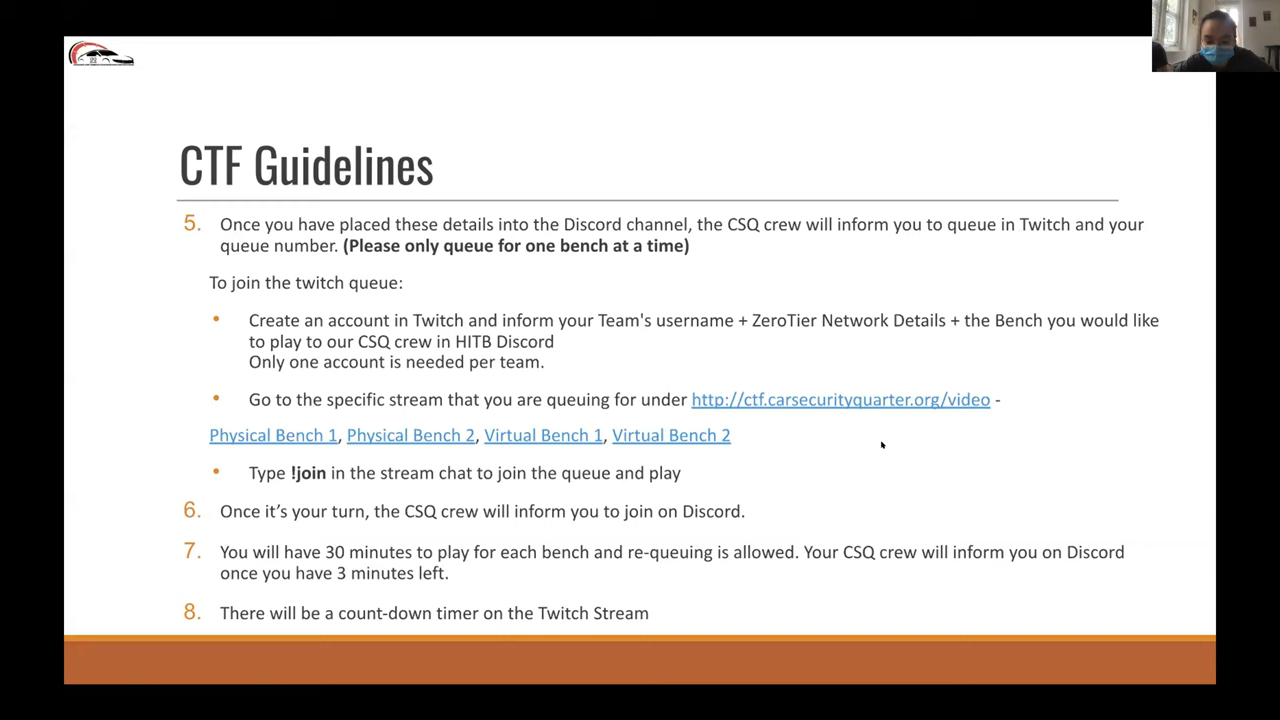 CTF Guidelines
5. Once you have placed these details into the Discord channel, the CSQ crew will inform you to queue in Twitch and your
queue number. (Please only queue for one bench at a time)
To join the twitch queue:
• Create an account in Twitch and inform your Team's username + ZeroTier Network Details + the Bench you would like
to play to our CSQ crew in HITB Discord
Only one account is needed per team.
• Go to the specific stream that you are queuing for under http://ctf.carsecurityquarter.org/video -
Physical Bench 1, Physical Bench 2, Virtual Bench 1, Virtual Bench 2
• Type !join in the stream chat to join the queue and play
6. Once it’s your turn, the CSQ crew will inform you to join on Discord.
7. You will have 30 minutes to play for each bench and re-queuing is allowed. Your CSQ crew will inform you on Discord
once you have 3 minutes left.
8. There will be a count-down timer on the Twitch Stream